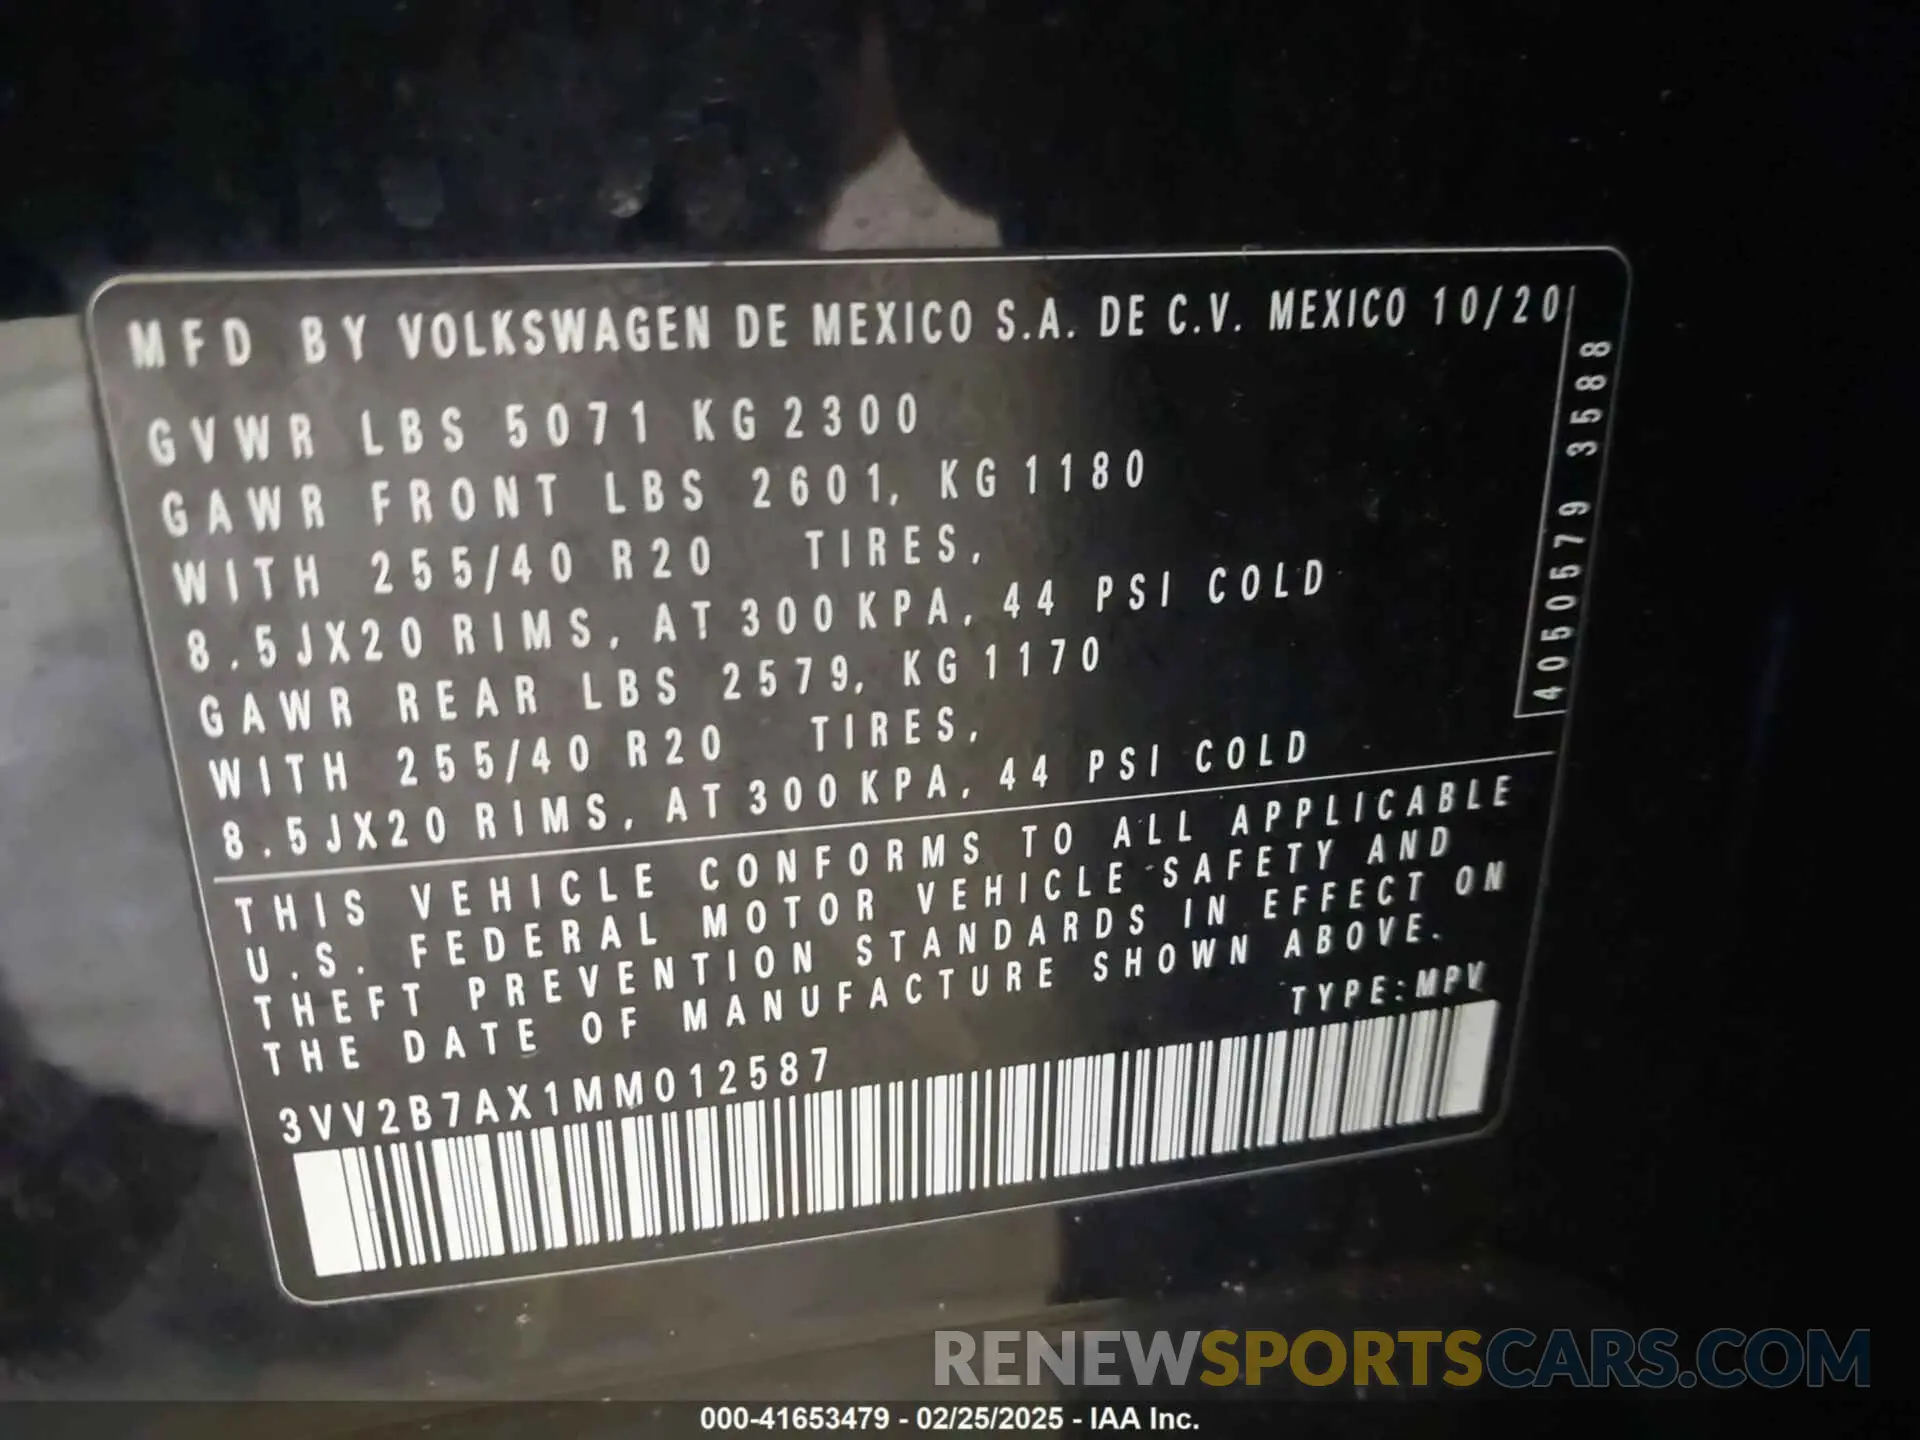 MFD BY VOLKSWAGEN DE MEXICO S.A. DE C.V. MEXICO 10/20
GVWR LBS 5071 KG 2300
GAWR FRONT LBS 2601, KG 1180
WITH 255/40 R20 TIRES,
8.5JX20 RIMS, AT 300 KPA, 44 PSI COLD
GAWR REAR LBS 2579, KG 1170
WITH 255/40 R20 TIRES,
8.5JX20 RIMS, AT 300 KPA, 44 PSI COLD
4050579 3588
THIS VEHICLE CONFORMS TO ALL APPLICABLE
U.S. FEDERAL MOTOR VEHICLE SAFETY AND
THEFT PREVENTION STANDARDS IN EFFECT ON
THE DATE OF MANUFACTURE SHOWN ABOVE.
TYPE:MPV
3VV2B7AX1MM012587
RENEWSPORTSCARS.COM
000-41653479 - 02/25/2025 - IAA Inc.